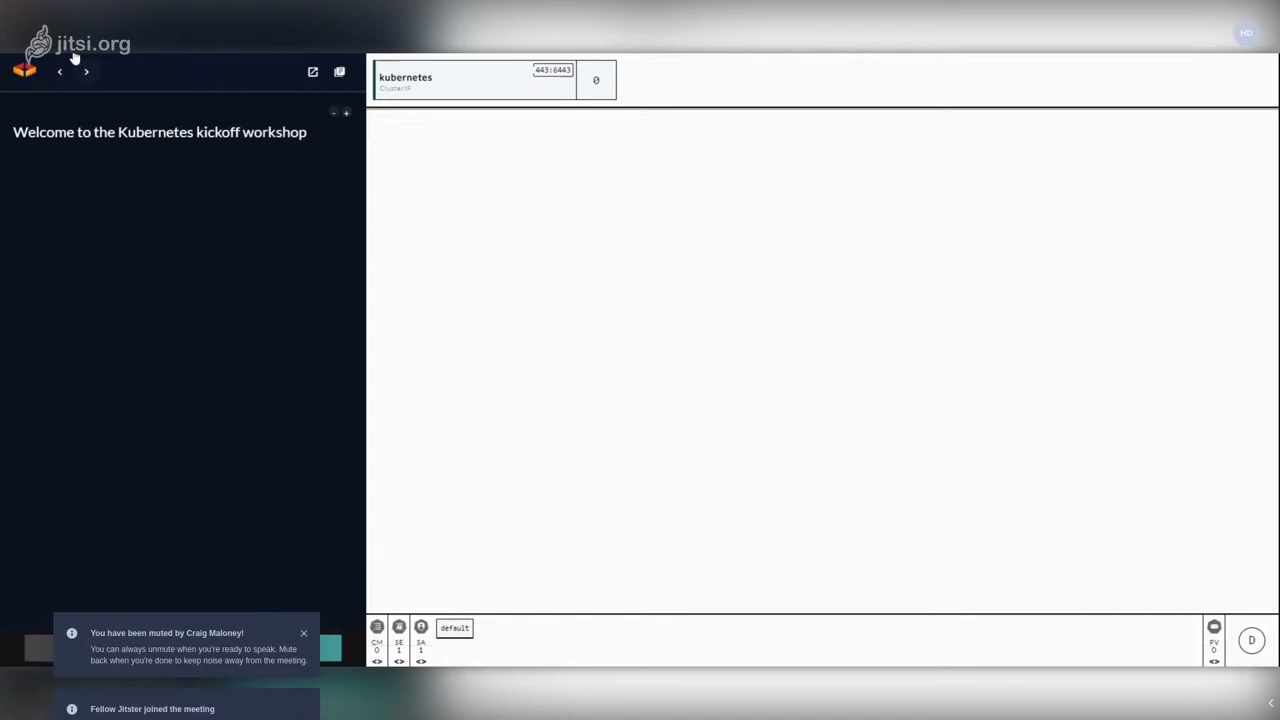 jitsi.org
HD
Welcome to the Kubernetes kickoff workshop
- +
kubernetes
ClusterIP
443:6443
0
You have been muted by Craig Maloney!
You can always unmute when you're ready to speak. Mute
back when you're done to keep noise away from the meeting.
Fellow Jitster joined the meeting
CM
0
<>
SE
1
<>
SA
1
<>
default
PV
0
<>
D